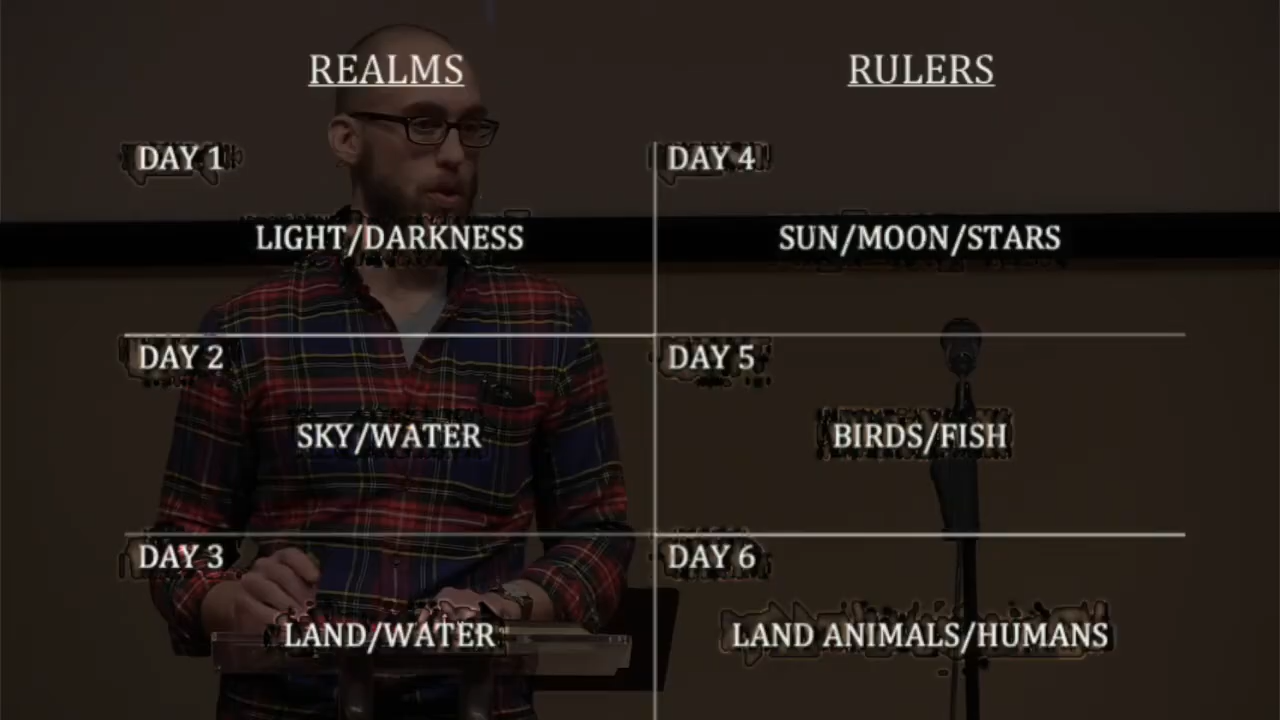 REALMS
RULERS
DAY 1
DAY 4
LIGHT/DARKNESS
SUN/MOON/STARS
DAY 2
DAY 5
SKY/WATER
BIRDS/FISH
DAY 3
DAY 6
LAND/WATER
LAND ANIMALS/HUMANS